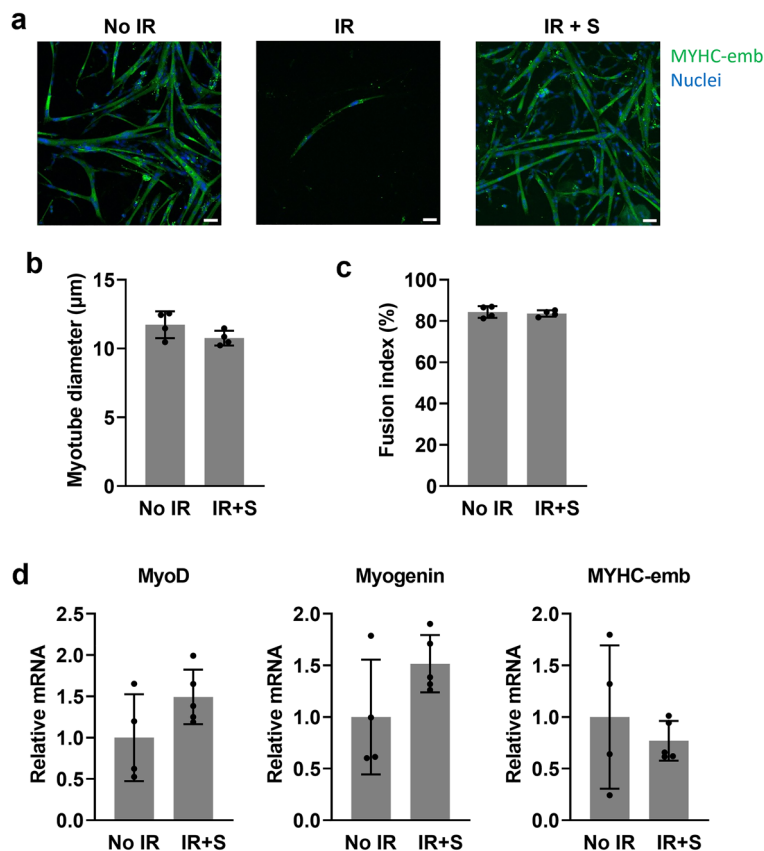 a
No IR
IR
IR + S
MYHC-emb
Nuclei
b
Myotube diameter (µm)
15
10
5
0
No IR
IR+S
c
Fusion index (%)
100
80
60
40
20
0
No IR
IR+S
d
MyoD
Relative mRNA
2.5
2.0
1.5
1.0
0.5
0.0
No IR
IR+S
Myogenin
Relative mRNA
2.0
1.5
1.0
0.5
0.0
No IR
IR+S
MYHC-emb
Relative mRNA
2.0
1.5
1.0
0.5
0.0
No IR
IR+S